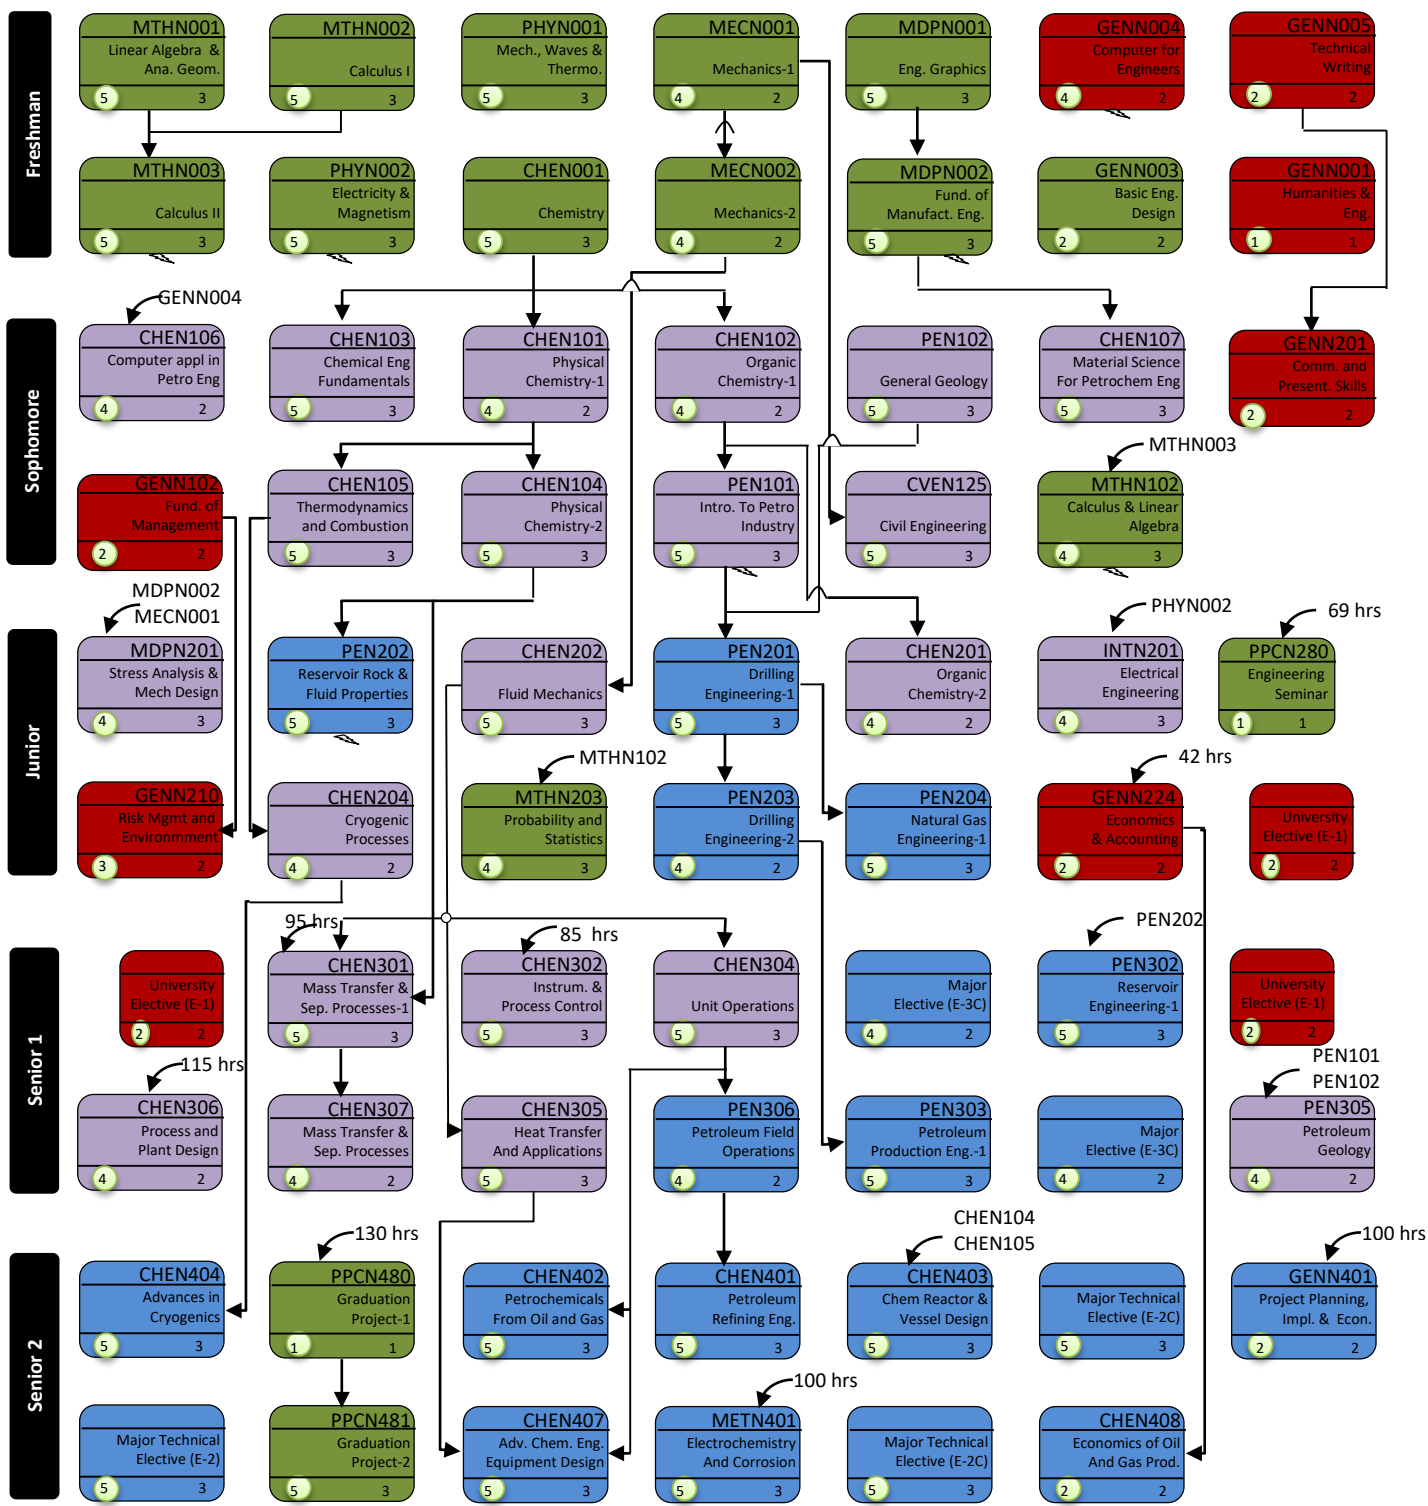 Freshman
MTHN001
Linear Algebra &
Ana. Geom.
5 3
MTHN002
Calculus I
5 3
PHYN001
Mech., Waves &
Thermo.
5 3
MECN001
Mechanics-1
4 2
MDPN001
Eng. Graphics
5 3
GENN004
Computer for
Engineers
4 2
GENN005
Technical
Writing
2 2
MTHN003
Calculus II
5 3
PHYN002
Electricity &
Magnetism
5 3
CHEN001
Chemistry
5 3
MECN002
Mechanics-2
4 2
MDPN002
Fund. of
Manufact. Eng.
5 3
GENN003
Basic Eng.
Design
2 2
GENN001
Humanities &
Eng.
1 1
Sophomore
GENN004
CHEN106
Computer appl in
Petro Eng
4 2
CHEN103
Chemical Eng
Fundamentals
5 3
CHEN101
Physical
Chemistry-1
4 2
CHEN102
Organic
Chemistry-1
4 2
PEN102
General Geology
5 3
CHEN107
Material Science
For Petrochem Eng
5 3
GENN201
Comm. and
Present. Skills
2 2
GENN102
Fund. of
Management
2 2
CHEN105
Thermodynamics
and Combustion
5 3
CHEN104
Physical
Chemistry-2
5 3
PEN101
Intro. To Petro
Industry
5 3
CVEN125
Civil Engineering
5 3
MTHN003
MTHN102
Calculus & Linear
Algebra
4 3
Junior
MDPN002
MECN001
MDPN201
Stress Analysis &
Mech Design
4 3
PEN202
Reservoir Rock &
Fluid Properties
5 3
CHEN202
Fluid Mechanics
5 3
PEN201
Drilling
Engineering-1
5 3
CHEN201
Organic
Chemistry-2
4 2
PHYN002
INTN201
Electrical
Engineering
4 3
69 hrs
PPCN280
Engineering
Seminar
1 1
GENN210
Risk Mgmt and
Environmment
3 2
CHEN204
Cryogenic
Processes
4 2
MTHN102
MTHN203
Probability and
Statistics
4 3
PEN203
Drilling
Engineering-2
4 2
PEN204
Natural Gas
Engineering-1
5 3
42 hrs
GENN224
Economics
& Accounting
2 2
University
Elective (E-1)
2 2
Senior 1
University
Elective (E-1)
2 2
95 hrs
CHEN301
Mass Transfer &
Sep. Processes-1
5 3
85 hrs
CHEN302
Instrum. &
Process Control
5 3
CHEN304
Unit Operations
5 3
Major
Elective (E-3C)
4 2
PEN202
PEN302
Reservoir
Engineering-1
5 3
University
Elective (E-1)
2 2
115 hrs
CHEN306
Process and
Plant Design
4 2
CHEN307
Mass Transfer &
Sep. Processes
4 2
CHEN305
Heat Transfer
And Applications
5 3
PEN306
Petroleum Field
Operations
4 2
PEN303
Petroleum
Production Eng.-1
5 3
Major
Elective (E-3C)
4 2
PEN101
PEN102
PEN305
Petroleum
Geology
4 2
Senior 2
CHEN404
Advances in
Cryogenics
5 3
130 hrs
PPCN480
Graduation
Project-1
1 1
CHEN402
Petrochemicals
From Oil and Gas
5 3
CHEN401
Petroleum
Refining Eng.
5 3
CHEN104
CHEN105
CHEN403
Chem Reactor &
Vessel Design
5 3
Major Technical
Elective (E-2C)
5 3
100 hrs
GENN401
Project Planning,
Impl. & Econ.
2 2
Major Technical
Elective (E-2)
5 3
PPCN481
Graduation
Project-2
5 3
CHEN407
Adv. Chem. Eng.
Equipment Design
5 3
100 hrs
METN401
Electrochemistry
And Corrosion
5 3
Major Technical
Elective (E-2C)
5 3
CHEN408
Economics of Oil
And Gas Prod.
2 2